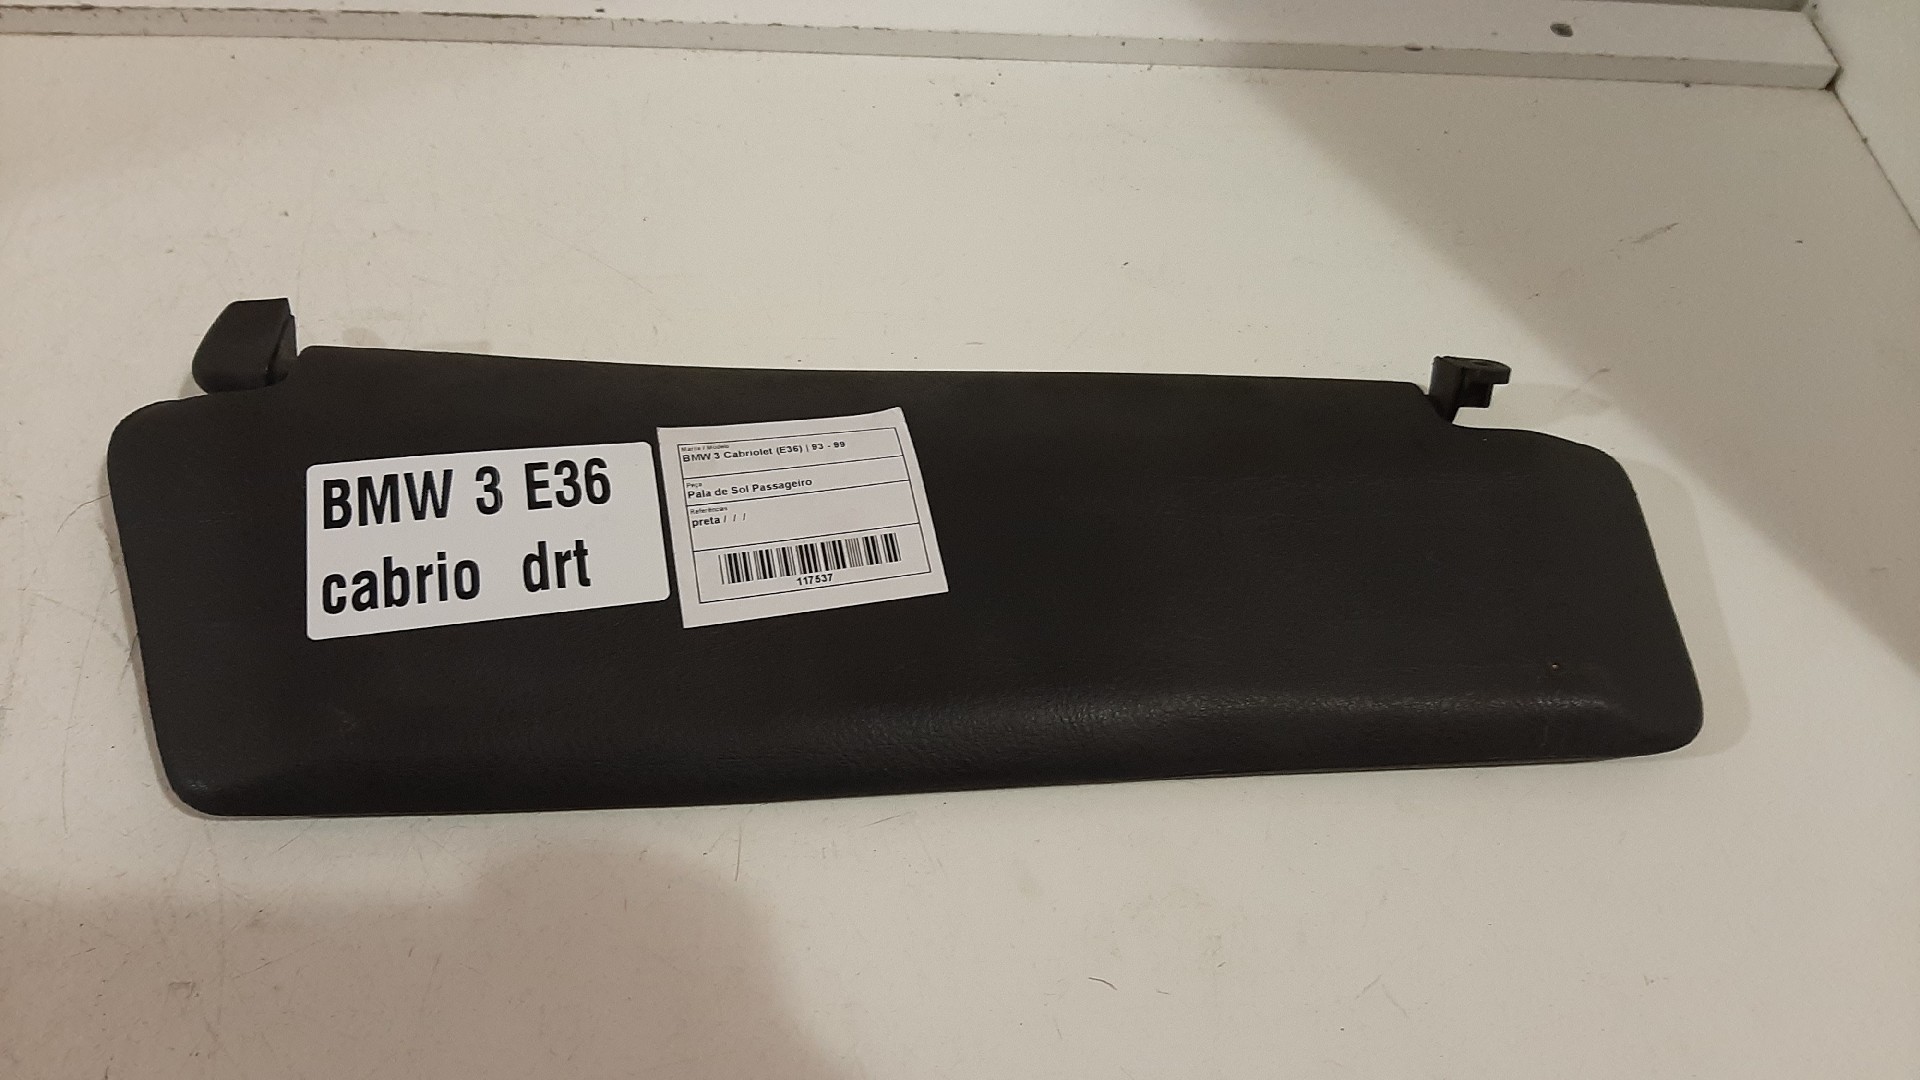 BMW 3 E36
cabrio drt
Marca / Modelo
BMW 3 Cabriolet (E36) | 93 - 99
Peça
Pala de Sol Passageiro
Referências
preta / / /
117537